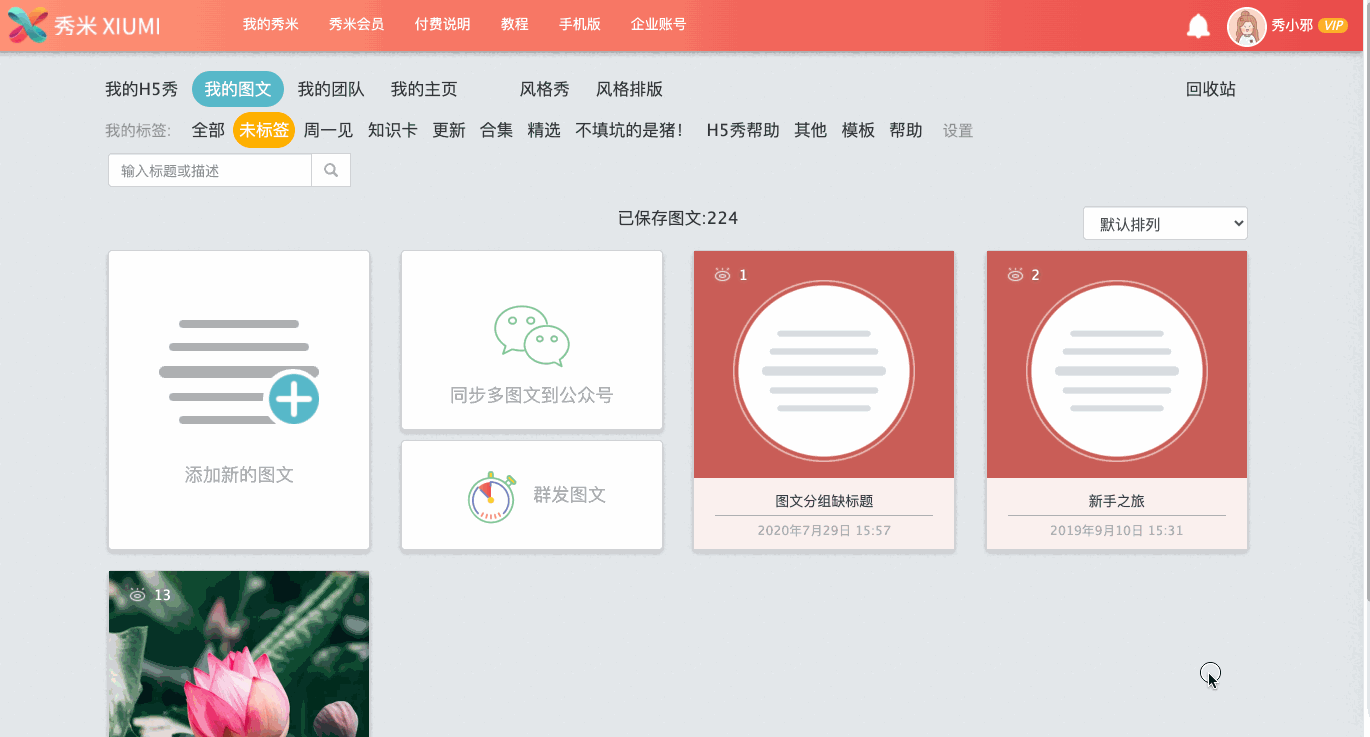 秀米 XIUMI 我的秀米 秀米会员 付费说明 教程 手机版 企业账号 秀小邪 VIP
我的H5秀 我的图文 我的团队 我的主页 风格秀 风格排版 回收站
我的标签: 全部 未标签 周一见 知识卡 更新 合集 精选 不填坑的是猪! H5秀帮助 其他 模板 帮助 设置
输入标题或描述
已保存图文:224 默认排列
1
2
同步多图文到公众号
添加新的图文
群发图文
图文分组缺标题
2020年7月29日 15:57
新手之旅
2019年9月10日 15:31
13